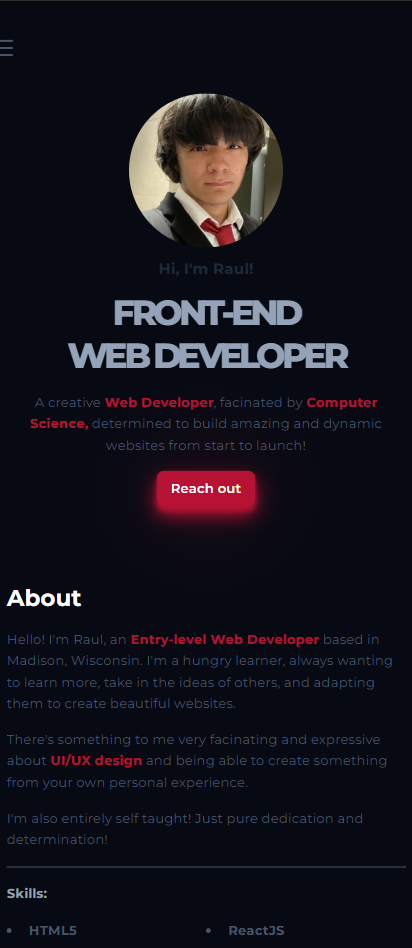 Hi, I'm Raul!
FRONT-END
WEB DEVELOPER
A creative Web Developer, facinated by Computer
Science, determined to build amazing and dynamic
websites from start to launch!
Reach out
About
Hello! I'm Raul, an Entry-level Web Developer based in
Madison, Wisconsin. I'm a hungry learner, always wanting
to learn more, take in the ideas of others, and adapting
them to create beautiful websites.
There's something to me very facinating and expressive
about UI/UX design and being able to create something
from your own personal experience.
I'm also entirely self taught! Just pure dedication and
determination!
Skills:
• HTML5 • ReactJS